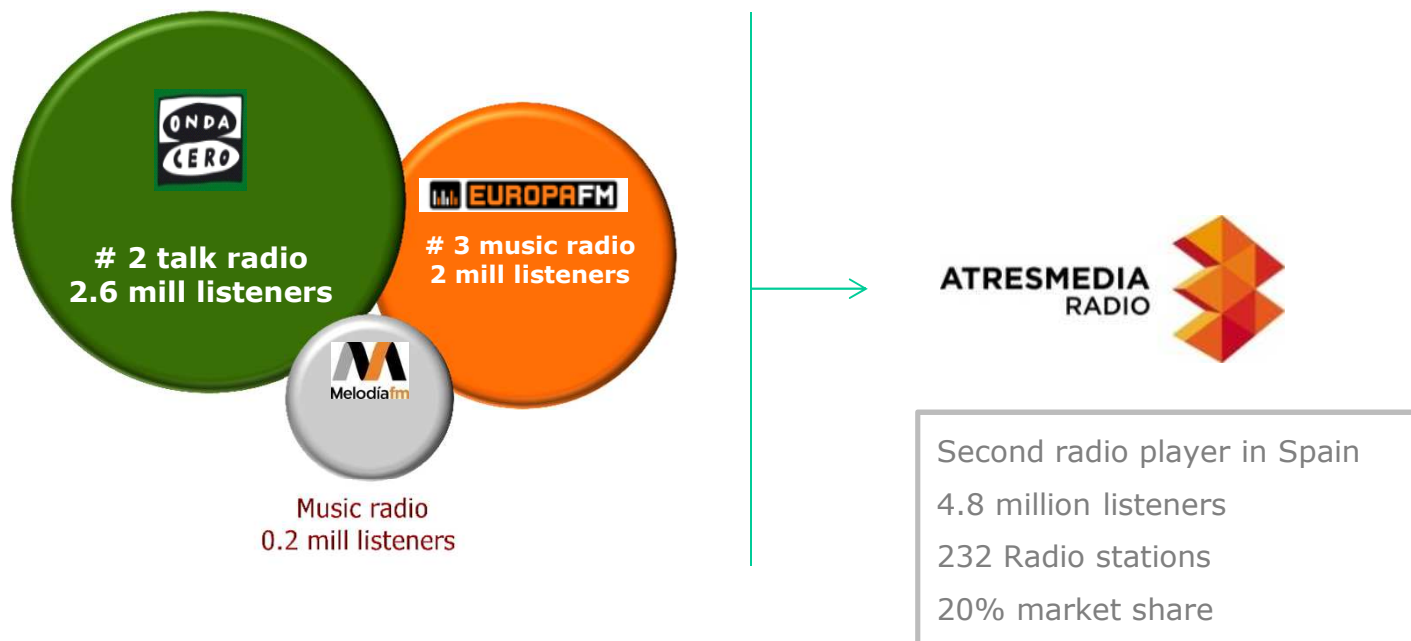 ONDA
CERO
# 2 talk radio
2.6 mill listeners
EUROPAFM
# 3 music radio
2 mill listeners
Melodíafm
Music radio
0.2 mill listeners
ATRESMEDIA
RADIO
Second radio player in Spain
4.8 million listeners
232 Radio stations
20% market share